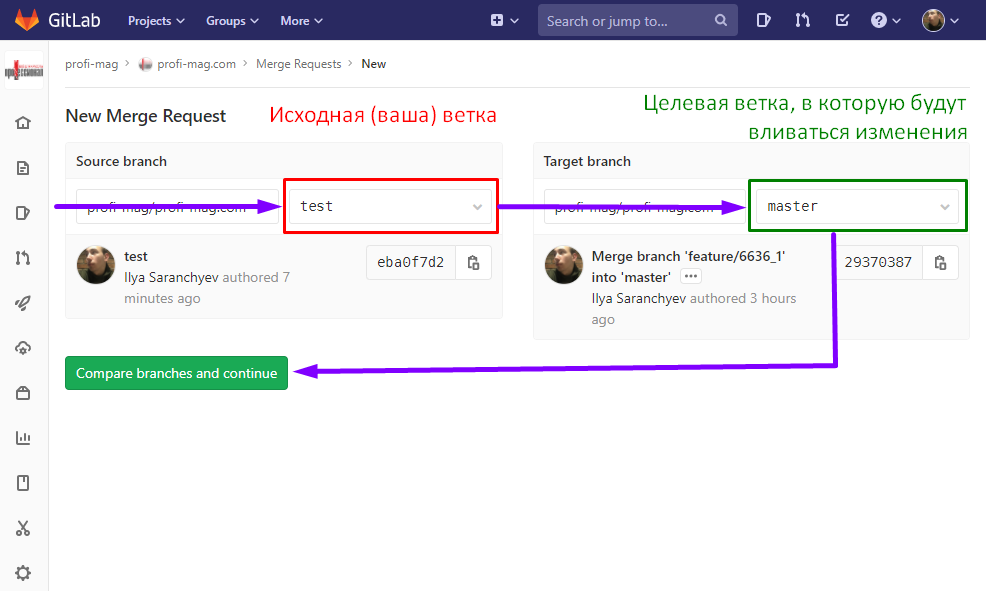 GitLab Projects Groups More Search or jump to...
profi-mag > profi-mag.com > Merge Requests > New
New Merge Request
Исходная (ваша) ветка
Целевая ветка, в которую будут
вливаться изменения
Source branch
profi-mag/profi-mag.com test
test
Ilya Saranchyev authored 7
minutes ago
eba0f7d2
Target branch
profi-mag/profi-mag.com master
Merge branch 'feature/6636_1'
into 'master' •••
Ilya Saranchyev authored 3 hours
ago
29370387
Compare branches and continue